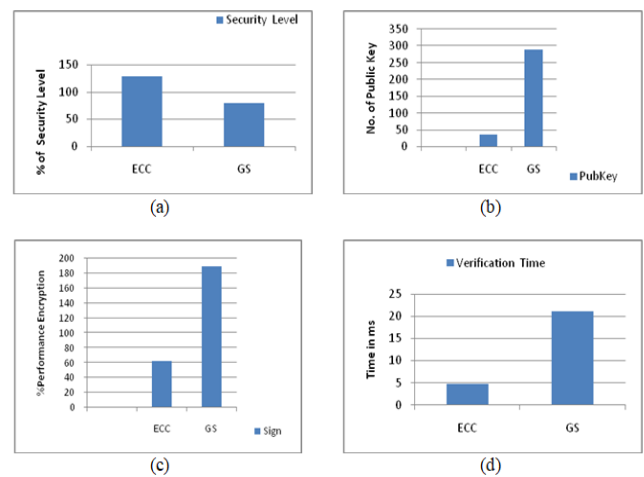 Security Level
% of Security Level
150
100
50
0
ECC GS
(a)
No. of Public Key
350
300
250
200
150
100
50
0
ECC GS
PubKey
(b)
%Performance Encryption
200
180
160
140
120
100
80
60
40
20
0
ECC GS
Sign
(c)
Verification Time
Time in ms
25
20
15
10
5
0
ECC GS
(d)